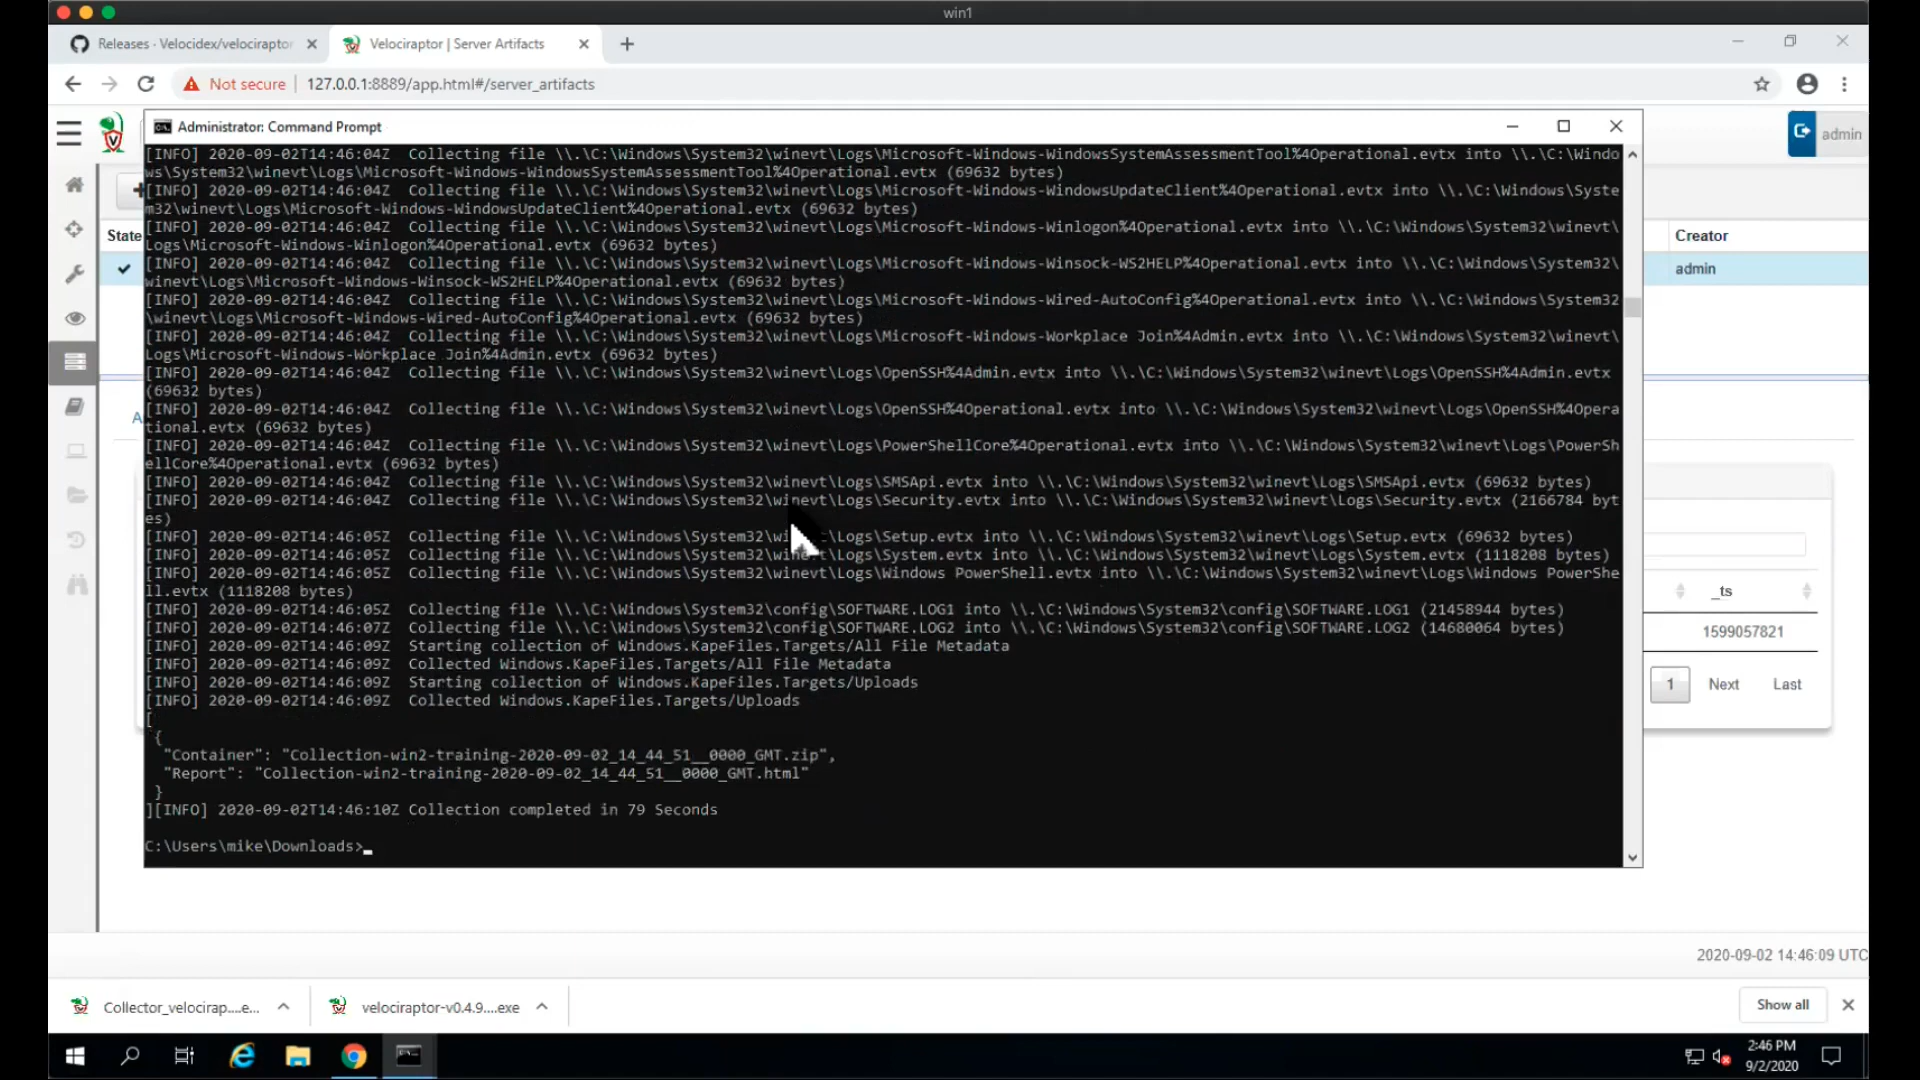 win1
Releases · Velocidex/velociraptor
Velociraptor | Server Artifacts
Not secure
127.0.0.1:8889/app.html#/server_artifacts
admin
Administrator: Command Prompt
[INFO] 2020-09-02T14:46:04Z  Collecting file \\.\C:\Windows\System32\winevt\Logs\Microsoft-Windows-WindowsSystemAssessmentTool%4Operational.evtx into \\.\C:\Windo
ws\System32\winevt\Logs\Microsoft-Windows-WindowsSystemAssessmentTool%4Operational.evtx (69632 bytes)
[INFO] 2020-09-02T14:46:04Z  Collecting file \\.\C:\Windows\System32\winevt\Logs\Microsoft-Windows-WindowsUpdateClient%4Operational.evtx into \\.\C:\Windows\Syste
m32\winevt\Logs\Microsoft-Windows-WindowsUpdateClient%4Operational.evtx (69632 bytes)
[INFO] 2020-09-02T14:46:04Z  Collecting file \\.\C:\Windows\System32\winevt\Logs\Microsoft-Windows-Winlogon%4Operational.evtx into \\.\C:\Windows\System32\winevt\
Logs\Microsoft-Windows-Winlogon%4Operational.evtx (69632 bytes)
[INFO] 2020-09-02T14:46:04Z  Collecting file \\.\C:\Windows\System32\winevt\Logs\Microsoft-Windows-Winsock-WS2HELP%4Operational.evtx into \\.\C:\Windows\System32\
winevt\Logs\Microsoft-Windows-Winsock-WS2HELP%4Operational.evtx (69632 bytes)
[INFO] 2020-09-02T14:46:04Z  Collecting file \\.\C:\Windows\System32\winevt\Logs\Microsoft-Windows-Wired-AutoConfig%4Operational.evtx into \\.\C:\Windows\System32
\winevt\Logs\Microsoft-Windows-Wired-AutoConfig%4Operational.evtx (69632 bytes)
[INFO] 2020-09-02T14:46:04Z  Collecting file \\.\C:\Windows\System32\winevt\Logs\Microsoft-Windows-Workplace Join%4Admin.evtx into \\.\C:\Windows\System32\winevt\
Logs\Microsoft-Windows-Workplace Join%4Admin.evtx (69632 bytes)
[INFO] 2020-09-02T14:46:04Z  Collecting file \\.\C:\Windows\System32\winevt\Logs\OpenSSH%4Admin.evtx into \\.\C:\Windows\System32\winevt\Logs\OpenSSH%4Admin.evtx
(69632 bytes)
[INFO] 2020-09-02T14:46:04Z  Collecting file \\.\C:\Windows\System32\winevt\Logs\OpenSSH%4Operational.evtx into \\.\C:\Windows\System32\winevt\Logs\OpenSSH%4Opera
tional.evtx (69632 bytes)
[INFO] 2020-09-02T14:46:04Z  Collecting file \\.\C:\Windows\System32\winevt\Logs\PowerShellCore%4Operational.evtx into \\.\C:\Windows\System32\winevt\Logs\PowerSh
ellCore%4Operational.evtx (69632 bytes)
[INFO] 2020-09-02T14:46:04Z  Collecting file \\.\C:\Windows\System32\winevt\Logs\SMSApi.evtx into \\.\C:\Windows\System32\winevt\Logs\SMSApi.evtx (69632 bytes)
[INFO] 2020-09-02T14:46:04Z  Collecting file \\.\C:\Windows\System32\winevt\Logs\Security.evtx into \\.\C:\Windows\System32\winevt\Logs\Security.evtx (2166784 byt
es)
[INFO] 2020-09-02T14:46:05Z  Collecting file \\.\C:\Windows\System32\winevt\Logs\Setup.evtx into \\.\C:\Windows\System32\winevt\Logs\Setup.evtx (69632 bytes)
[INFO] 2020-09-02T14:46:05Z  Collecting file \\.\C:\Windows\System32\winevt\Logs\System.evtx into \\.\C:\Windows\System32\winevt\Logs\System.evtx (1118208 bytes)
[INFO] 2020-09-02T14:46:05Z  Collecting file \\.\C:\Windows\System32\winevt\Logs\Windows PowerShell.evtx into \\.\C:\Windows\System32\winevt\Logs\Windows PowerShe
ll.evtx (1118208 bytes)
[INFO] 2020-09-02T14:46:05Z  Collecting file \\.\C:\Windows\System32\config\SOFTWARE.LOG1 into \\.\C:\Windows\System32\config\SOFTWARE.LOG1 (21458944 bytes)
[INFO] 2020-09-02T14:46:07Z  Collecting file \\.\C:\Windows\System32\config\SOFTWARE.LOG2 into \\.\C:\Windows\System32\config\SOFTWARE.LOG2 (14680064 bytes)
[INFO] 2020-09-02T14:46:09Z  Starting collection of Windows.KapeFiles.Targets/All File Metadata
[INFO] 2020-09-02T14:46:09Z  Collected Windows.KapeFiles.Targets/All File Metadata
[INFO] 2020-09-02T14:46:09Z  Starting collection of Windows.KapeFiles.Targets/Uploads
[INFO] 2020-09-02T14:46:09Z  Collected Windows.KapeFiles.Targets/Uploads
[
{
"Container": "Collection-win2-training-2020-09-02_14_44_51__0000_GMT.zip",
"Report": "Collection-win2-training-2020-09-02_14_44_51__0000_GMT.html"
}
][INFO] 2020-09-02T14:46:10Z Collection completed in 79 Seconds
C:\Users\mike\Downloads>
State
Creator
admin
_ts
1599057821
1 Next Last
2020-09-02 14:46:09 UTC
Collector_velocirap....e...
velociraptor-v0.4.9....exe
Show all
2:46 PM
9/2/2020